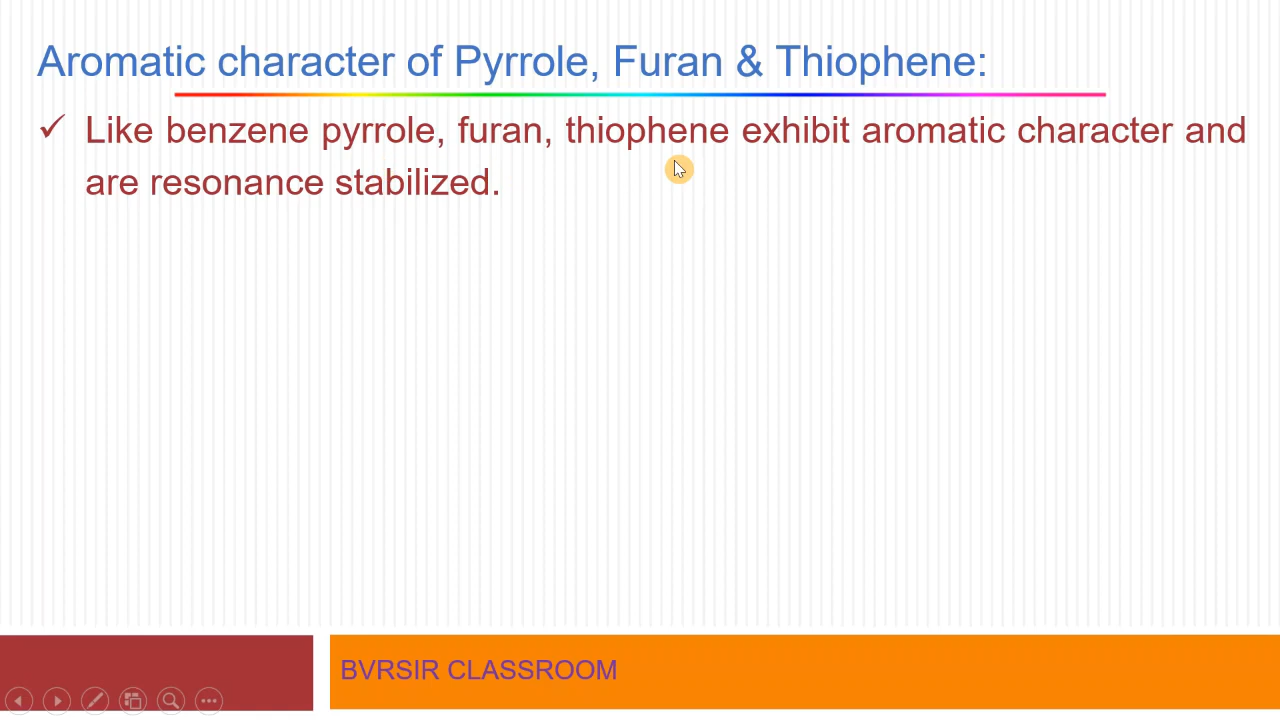 Aromatic character of Pyrrole, Furan & Thiophene:
✓ Like benzene pyrrole, furan, thiophene exhibit aromatic character and
are resonance stabilized.
BVRSIR CLASSROOM